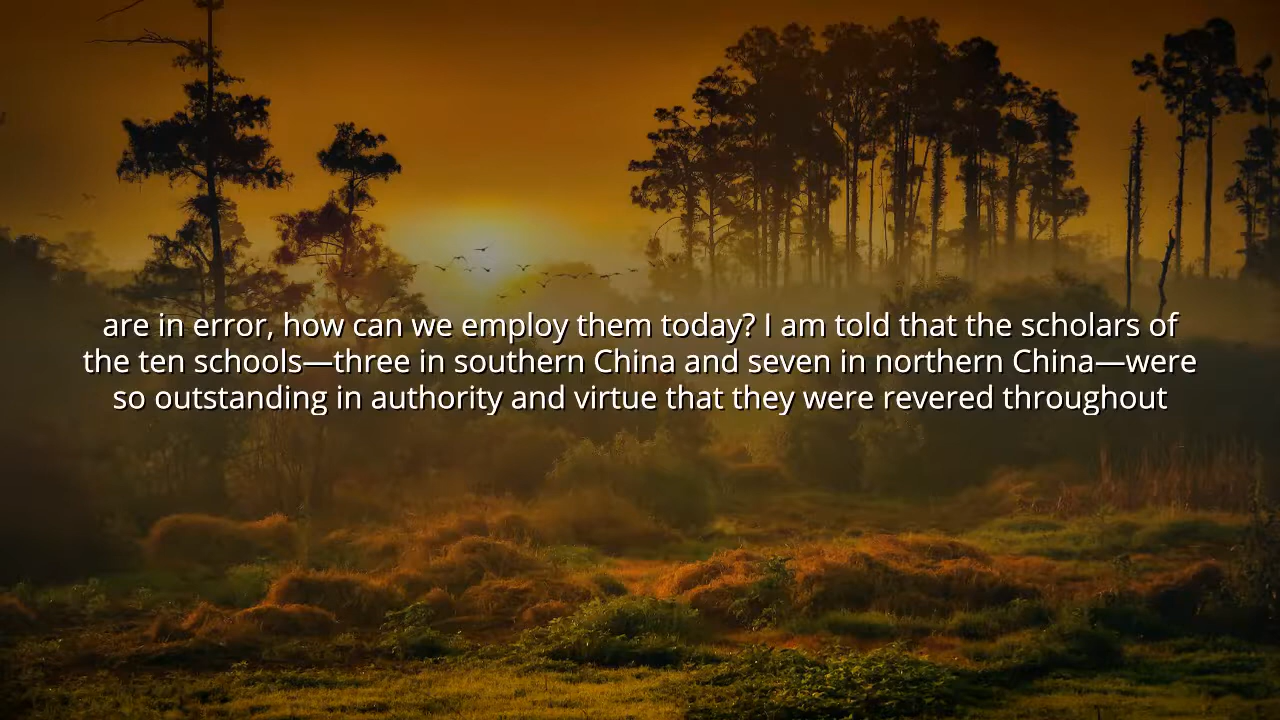 are in error, how can we employ them today? I am told that the scholars of
the ten schools—three in southern China and seven in northern China—were
so outstanding in authority and virtue that they were revered throughout